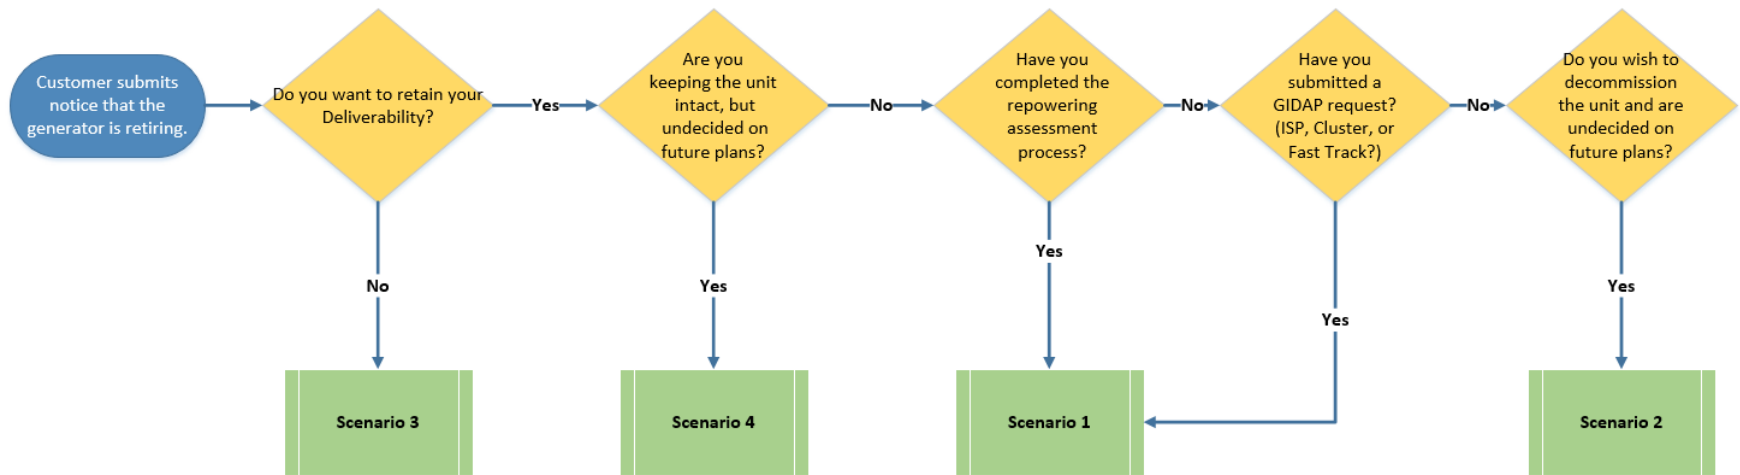 Customer submits
notice that the
generator is retiring.
Do you want to retain your
Deliverability?
Yes
No
Are you
keeping the unit
intact, but
undecided on
future plans?
No
Yes
Have you
completed the
repowering
assessment
process?
No
Yes
Have you
submitted a
GIDAP request?
(ISP, Cluster, or
Fast Track?)
No
Yes
Do you wish to
decommission
the unit and are
undecided on
future plans?
Yes
Scenario 3
Scenario 4
Scenario 1
Scenario 2